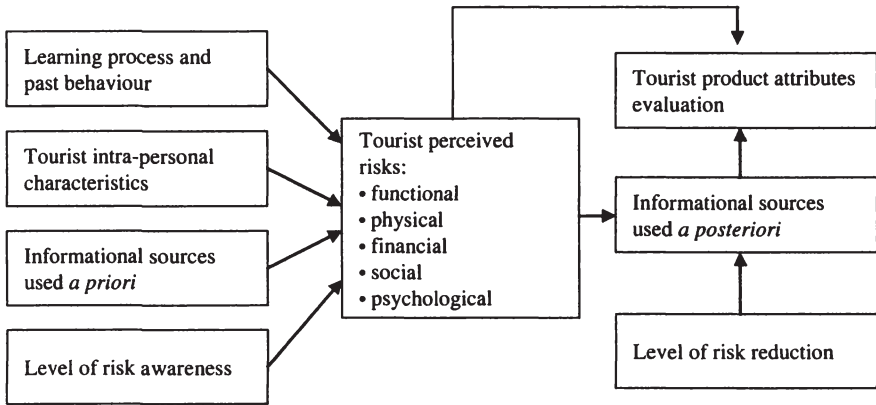 Learning process and
past behaviour
Tourist intra-personal
characteristics
Informational sources
used a priori
Level of risk awareness
Tourist perceived
risks:
• functional
• physical
• financial
• social
• psychological
Tourist product attributes
evaluation
Informational sources
used a posteriori
Level of risk reduction